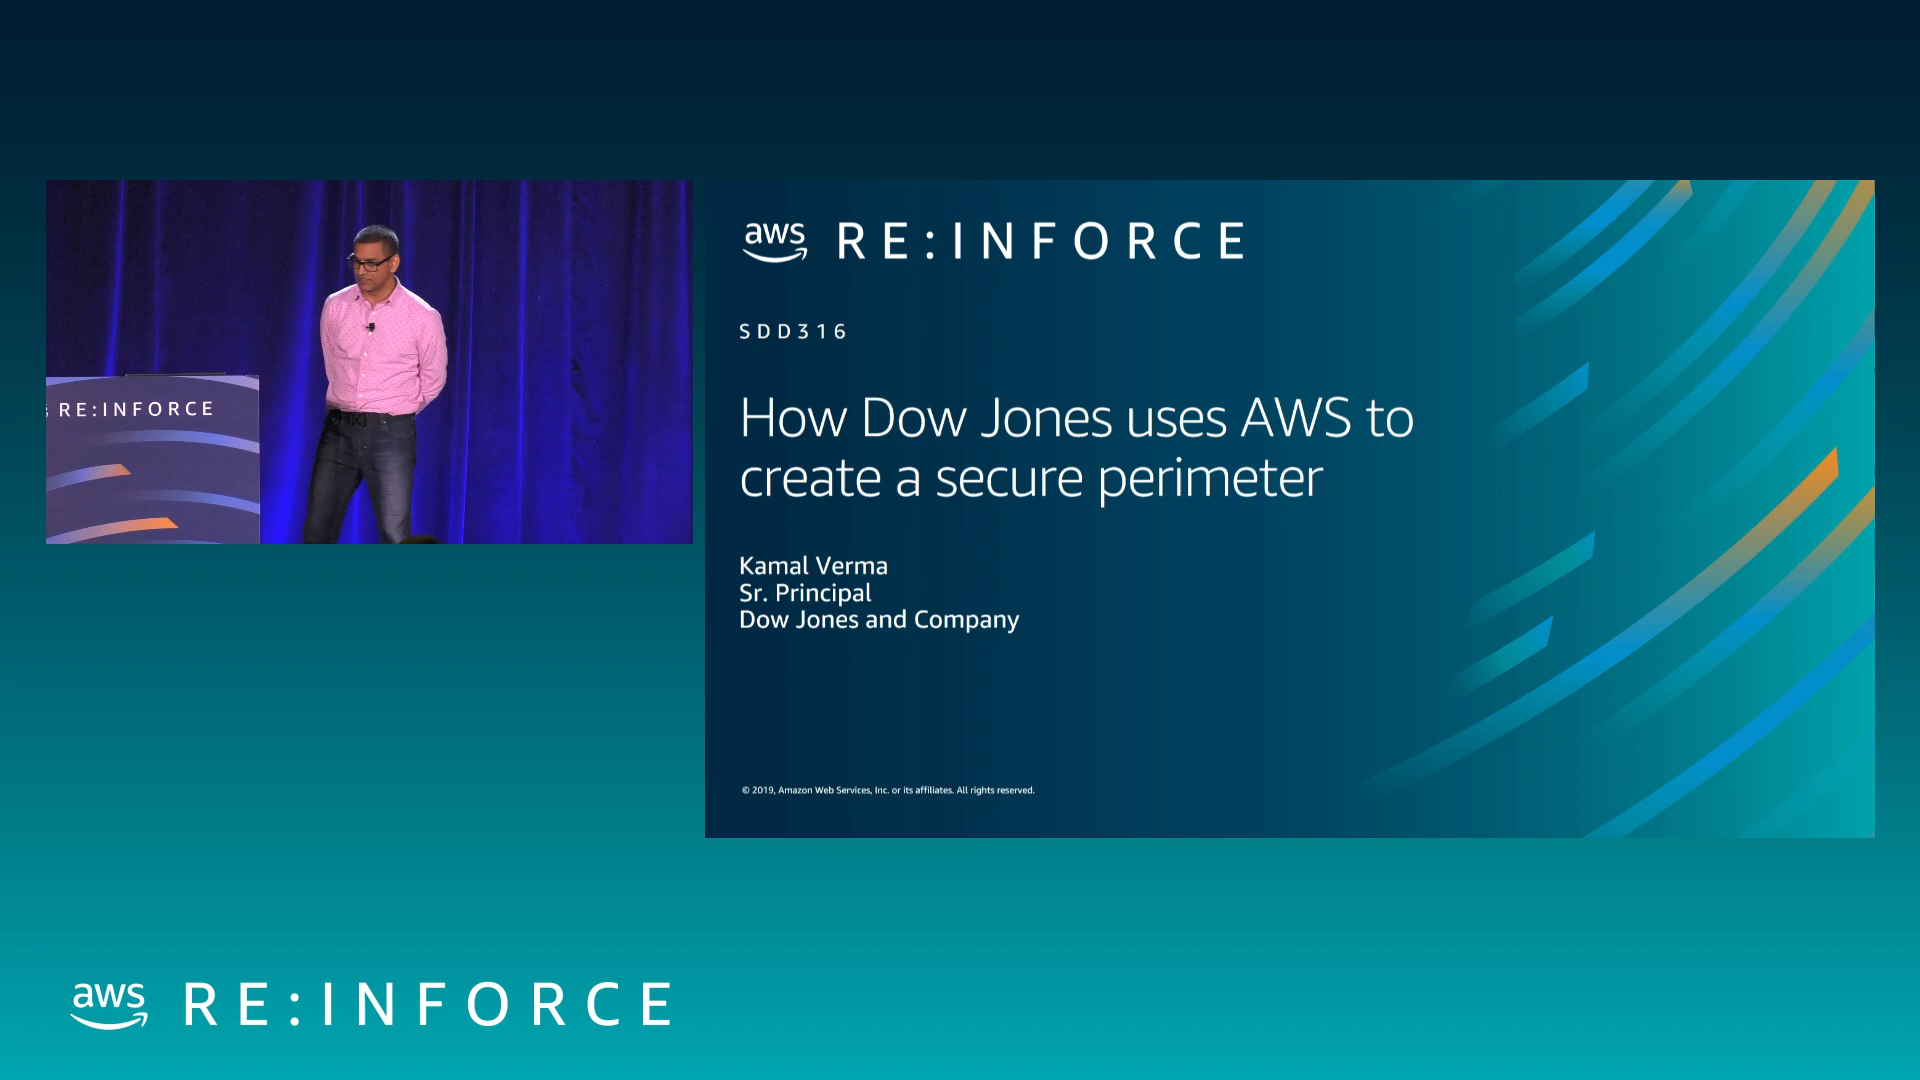 RE:INFORCE
aws RE:INFORCE
SDD316
How Dow Jones uses AWS to
create a secure perimeter
Kamal Verma
Sr. Principal
Dow Jones and Company
© 2019, Amazon Web Services, Inc. or its affiliates. All rights reserved.
aws RE:INFORCE